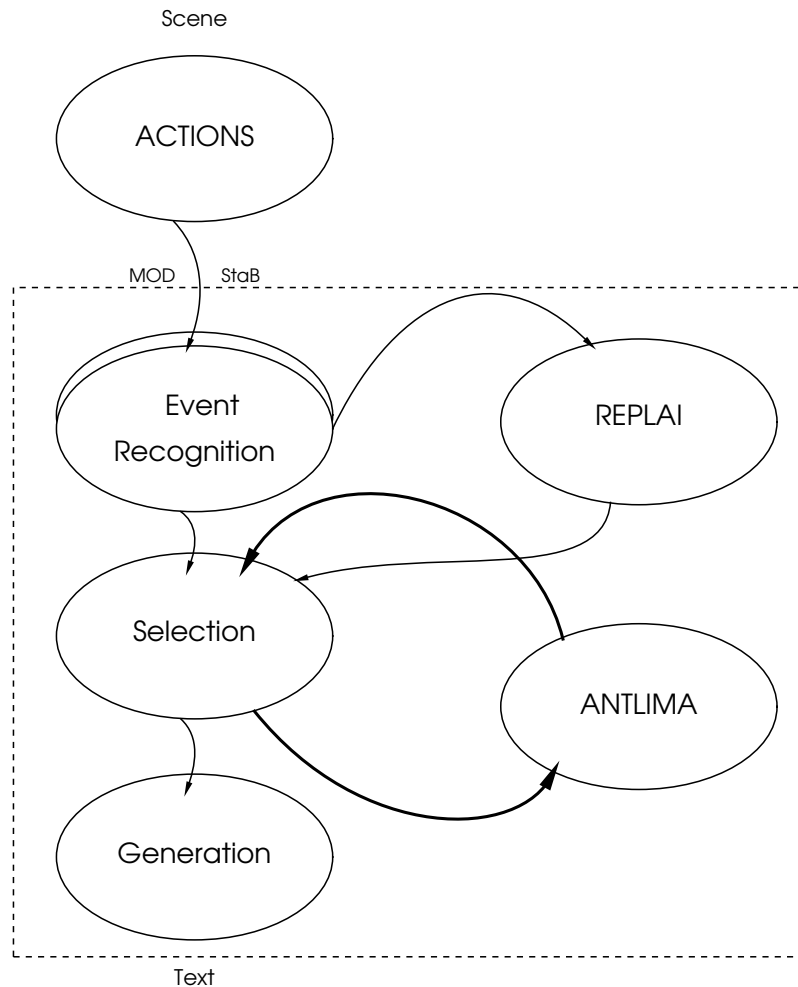 Scene
ACTIONS
MOD StaB
Event
Recognition
REPLAI
Selection
ANTLIMA
Generation
Text